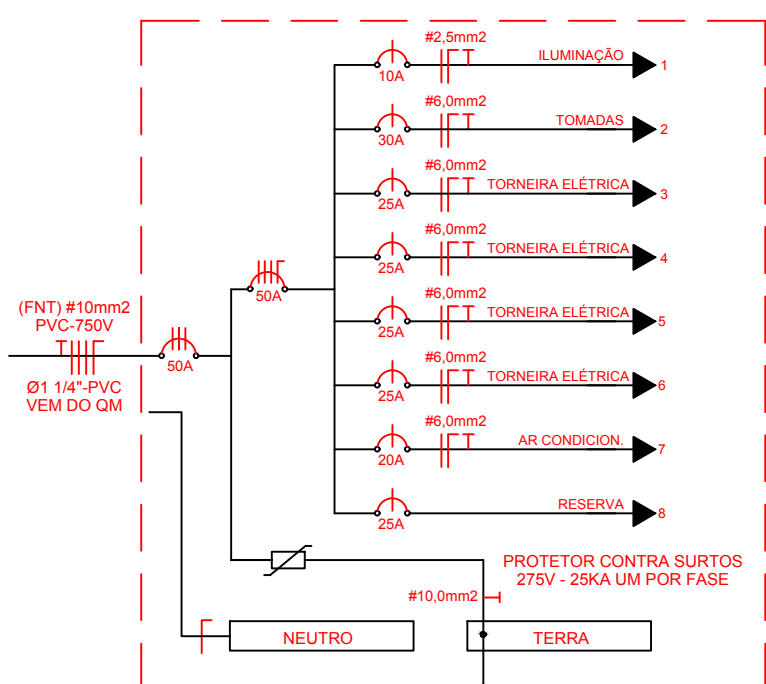 #2,5mm2
ILUMINAÇÃO
10A
1
#6,0mm2
TOMADAS
30A
2
#6,0mm2
TORNEIRA ELÉTRICA
25A
3
#6,0mm2
TORNEIRA ELÉTRICA
25A
4
50A
#6,0mm2
TORNEIRA ELÉTRICA
25A
5
(FNT) #10mm2
PVC-750V
50A
Ø1 1/4"-PVC
VEM DO QM
#6,0mm2
TORNEIRA ELÉTRICA
25A
6
#6,0mm2
AR CONDICION.
20A
7
RESERVA
25A
8
PROTETOR CONTRA SURTOS
275V - 25KA UM POR FASE
#10,0mm2
NEUTRO
TERRA